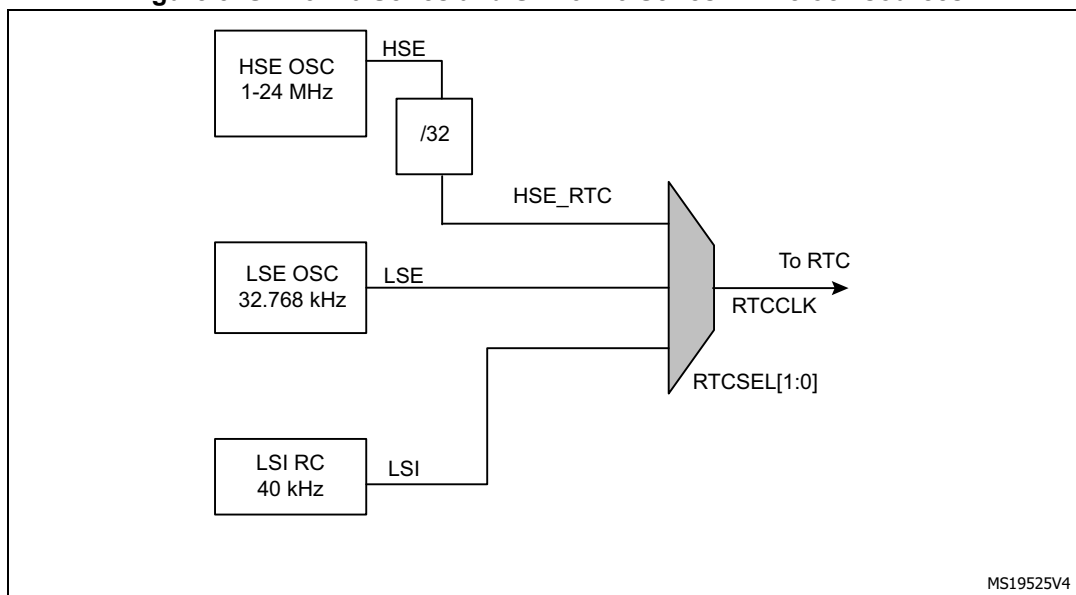 HSE OSC
1-24 MHz
HSE
/32
HSE_RTC
LSE OSC
32.768 kHz
LSE
To RTC
RTCCLK
RTCSEL[1:0]
LSI RC
40 kHz
LSI
MS19525V4